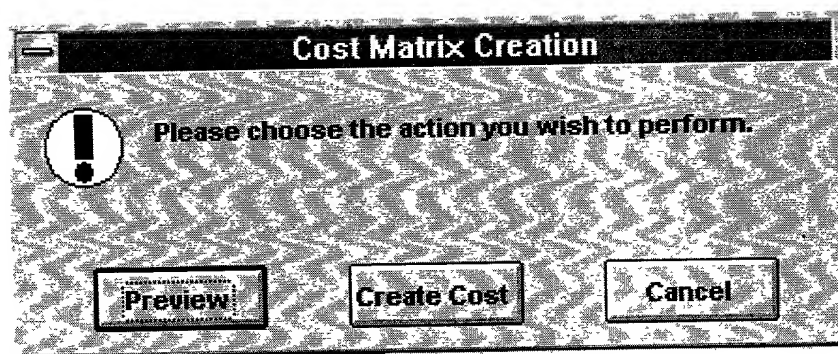 Cost Matrix Creation
Please choose the action you wish to perform.
Preview
Create Cost
Cancel